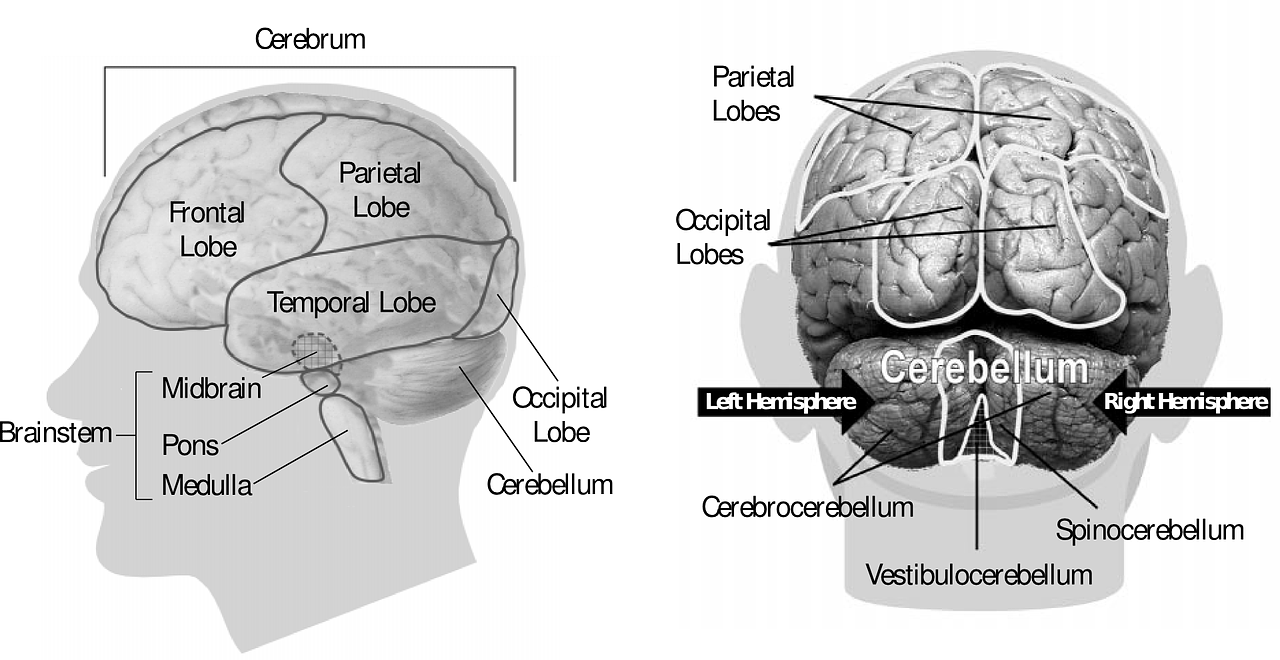 Cerebrum
Frontal
Lobe
Parietal
Lobe
Temporal Lobe
Brainstem
Midbrain
Pons
Medulla
Occipital
Lobe
Cerebellum
Parietal
Lobes
Occipital
Lobes
Cerebellum
Left Hemisphere
Right Hemisphere
Cerebrocerebellum
Spinocerebellum
Vestibulocerebellum